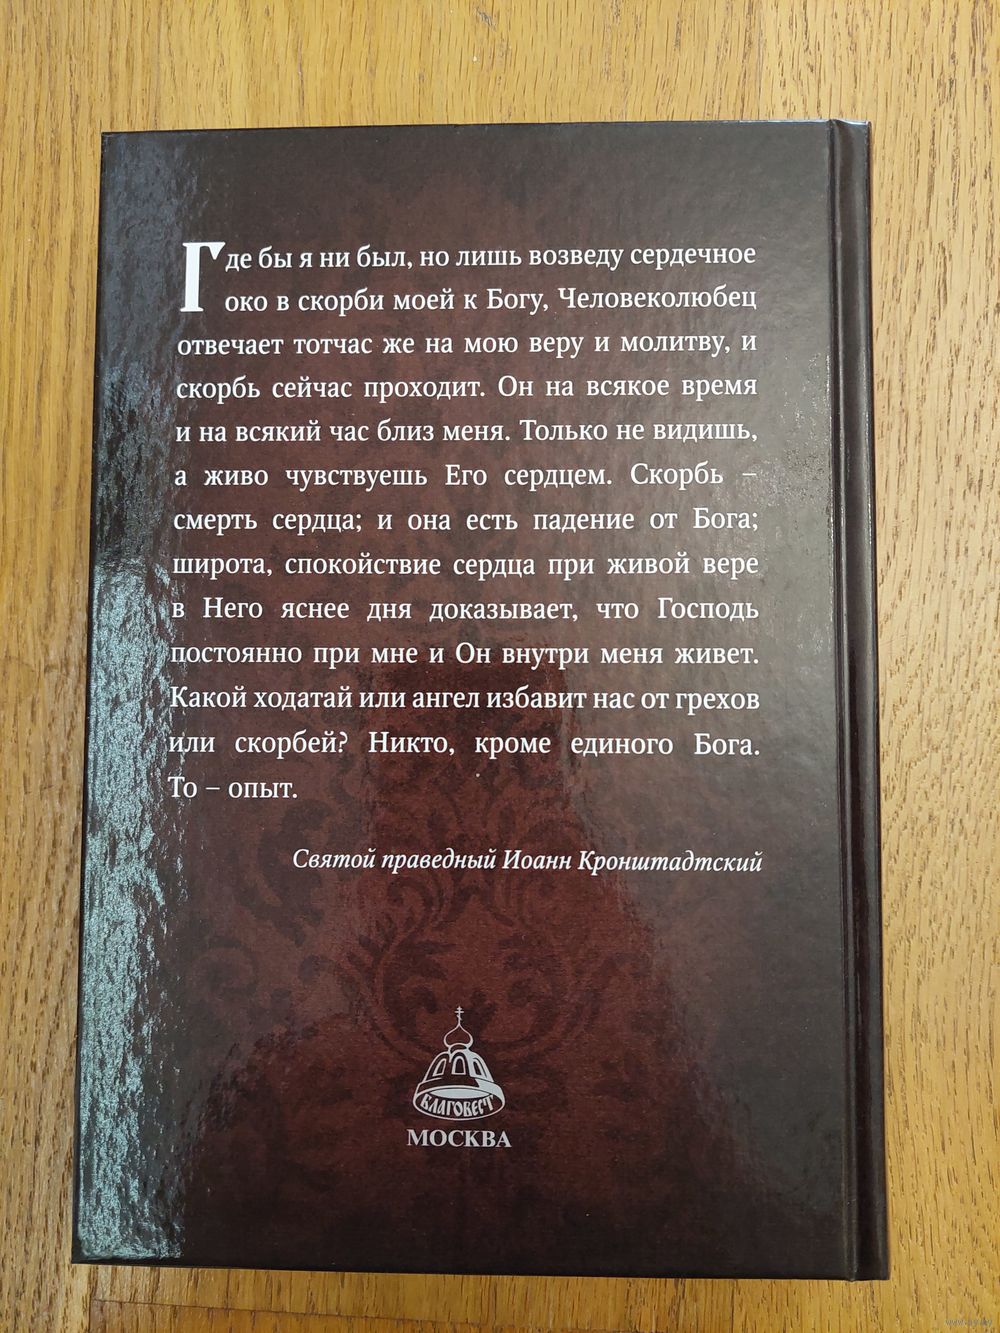 Где бы я ни был, но лишь возведу сердечное
око в скорби моей к Богу, Человеколюбец
отвечает тотчас же на мою веру и молитву, и
скорбь сейчас проходит. Он на всякое время
и на всякий час близ меня. Только не видишь,
а живо чувствуешь Его сердцем. Скорбь –
смерть сердца; и она есть падение от Бога;
широта, спокойствие сердца при живой вере
в Него яснее дня доказывает, что Господь
постоянно при мне и Он внутри меня живет.
Какой ходатай или ангел избавит нас от грехов
или скорбей? Никто, кроме единого Бога.
То – опыт.
Святой праведный Иоанн Кронштадтский
БЛАГОВЕСТ
МОСКВА